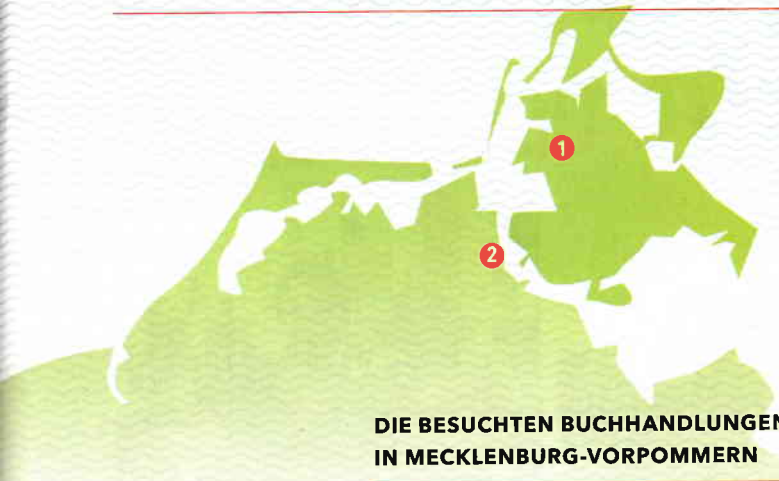 1
2
DIE BESUCHTEN BUCHHANDLUNGEN
IN MECKLENBURG-VORPOMMERN